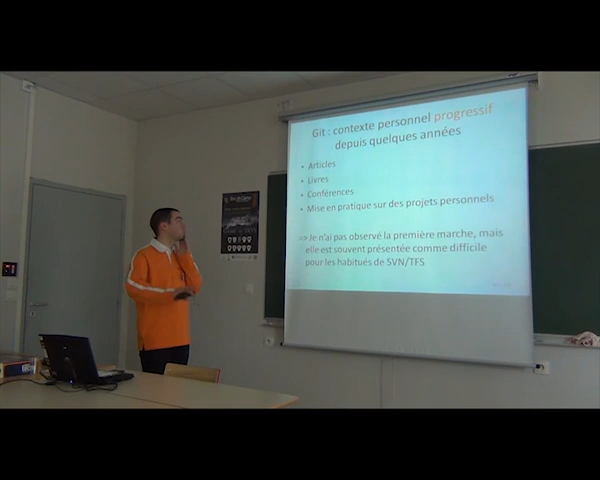 Git : contexte personnel progressif
depuis quelques années
• Articles
• Livres
• Conférences
• Mise en pratique sur des projets personnels
=> Je n'ai pas observé la première marche, mais
elle est souvent présentée comme difficile
pour les habitués de SVN/TFS